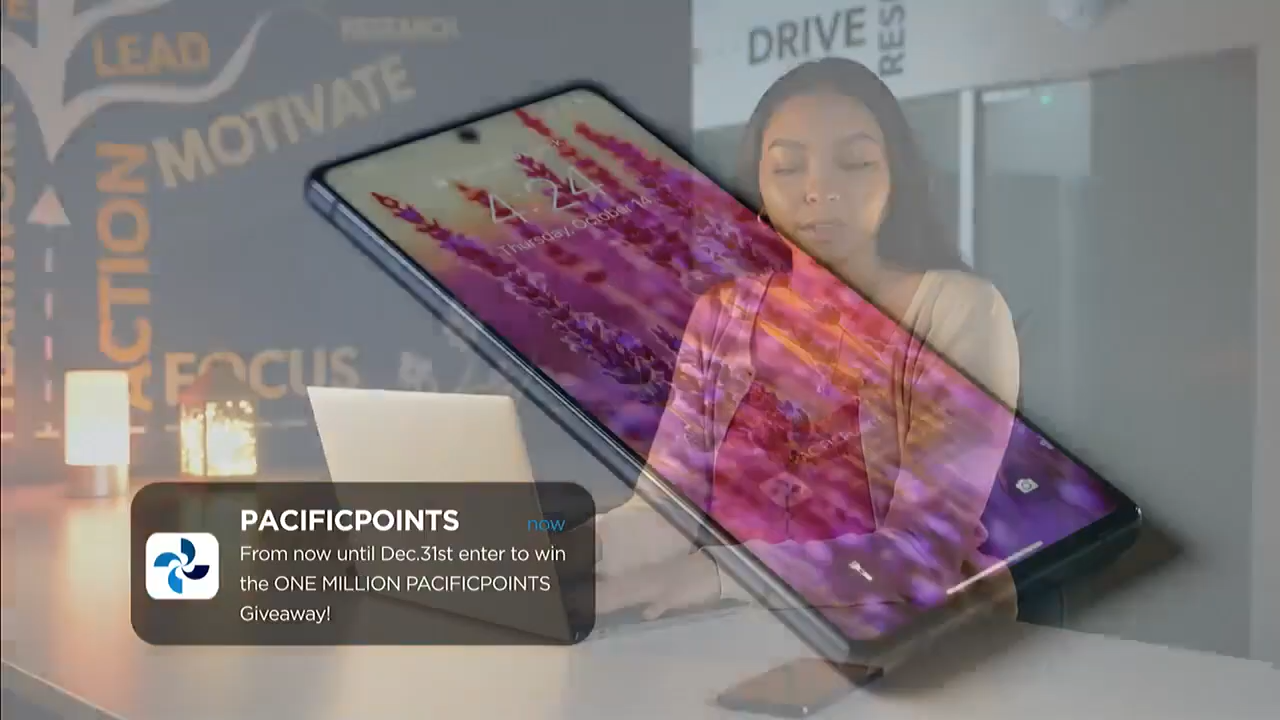 LEAD
RESEARCH
MOTIVATE
ACTION
FOCUS
DRIVE
RES
4:24
Thursday, October 14
PACIFICPOINTS
now
From now until Dec.31st enter to win
the ONE MILLION PACIFICPOINTS
Giveaway!